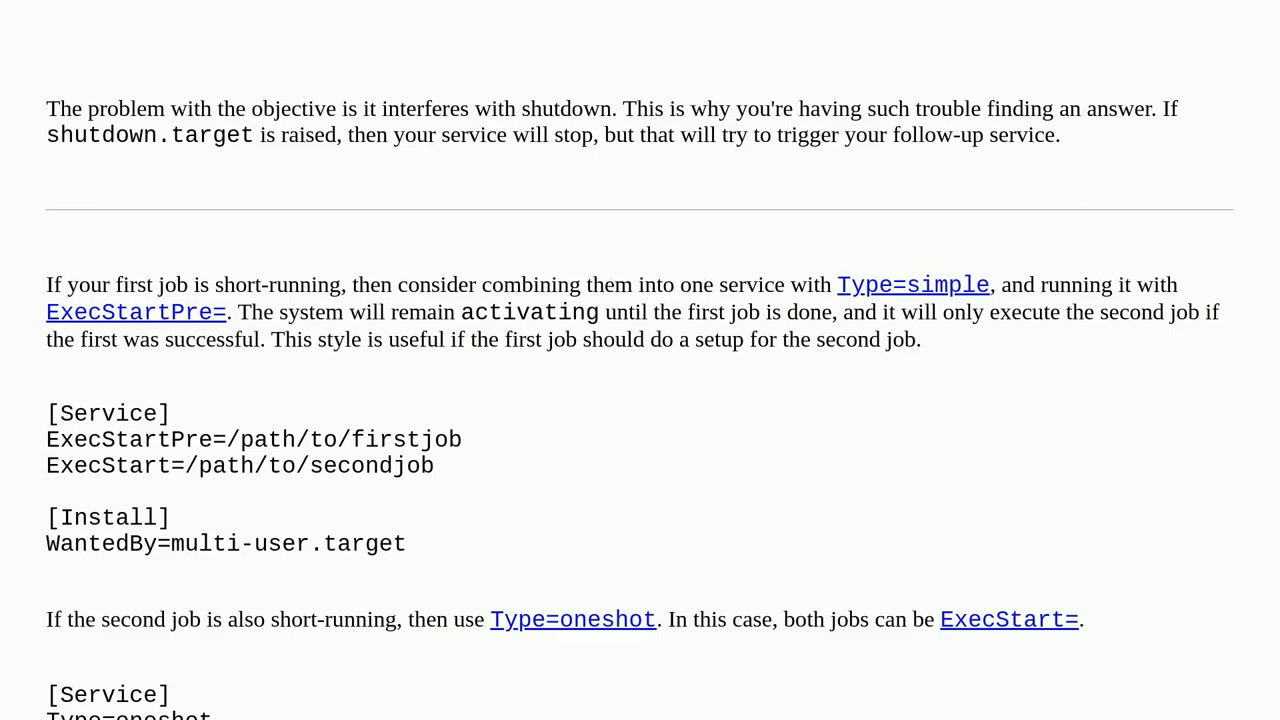 The problem with the objective is it interferes with shutdown. This is why you're having such trouble finding an answer. If
shutdown.target is raised, then your service will stop, but that will try to trigger your follow-up service.
If your first job is short-running, then consider combining them into one service with Type=simple, and running it with
ExecStartPre=. The system will remain activating until the first job is done, and it will only execute the second job if
the first was successful. This style is useful if the first job should do a setup for the second job.
[Service]
ExecStartPre=/path/to/firstjob
ExecStart=/path/to/secondjob
[Install]
WantedBy=multi-user.target
If the second job is also short-running, then use Type=oneshot. In this case, both jobs can be ExecStart=.
[Service]
Type=oneshot